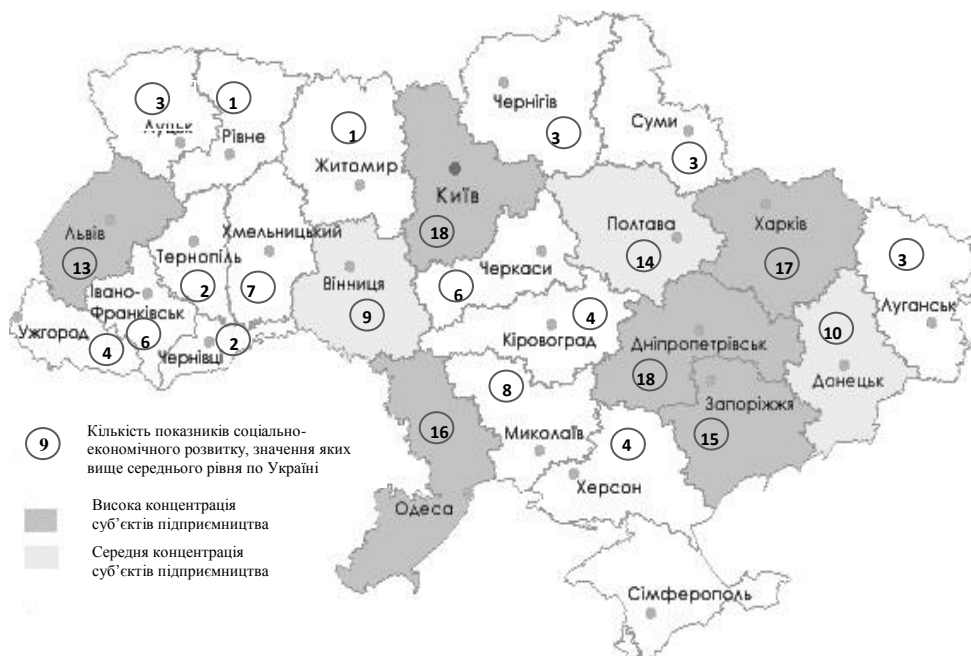 Чернігів
3
Суми
3
3
Луцьк
1
Рівне
1
Житомир
Київ
18
Полтава
14
Харків
17
3
Луганськ
Львів
13
Тернопіль
2
Хмельницький
7
Вінниця
9
Черкаси
6
Кіровоград
4
Дніпропетрівськ
18
10
Донецьк
Ужгород
4
Івано-
Франківськ
6
Чернівці
2
8
Миколаїв
Запоріжжя
15
16
Одеса
4
Херсон
Сімферополь
9
Кількість показників соціально-
економічного розвитку, значення яких
вище середнього рівня по Україні
Висока концентрація
суб’єктів підприємництва
Середня концентрація
суб’єктів підприємництва